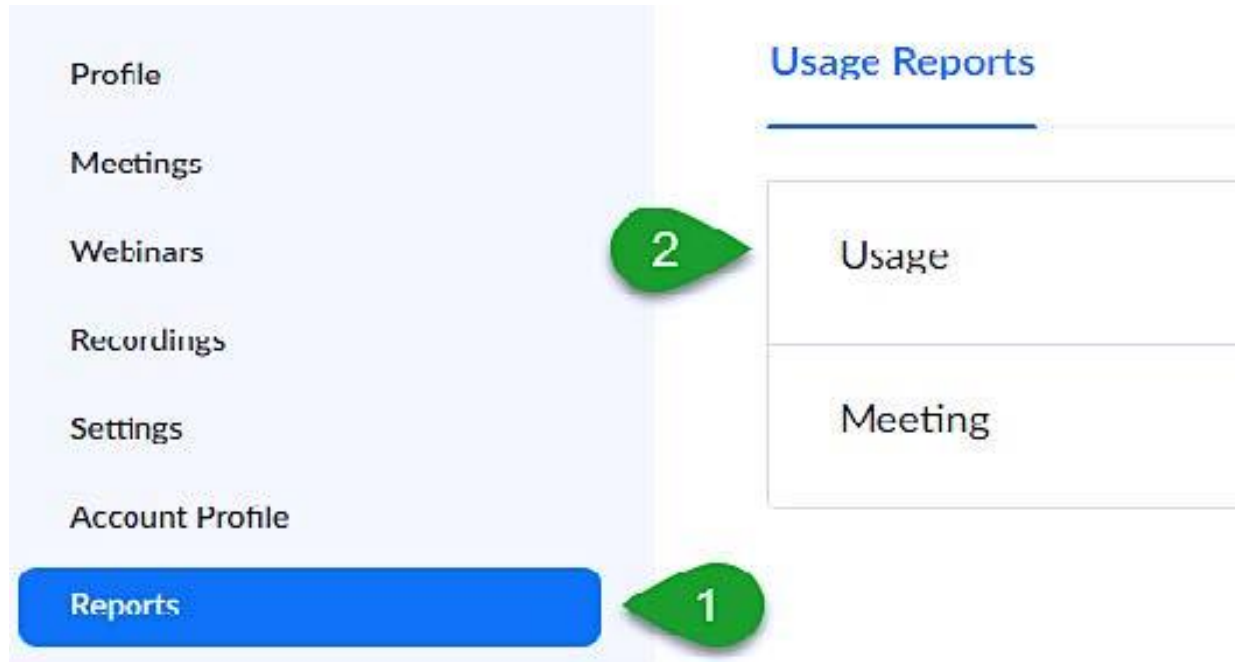 Profile
Meetings
Webinars
Recordings
Settings
Account Profile
Reports
1
Usage Reports
2
Usage
Meeting